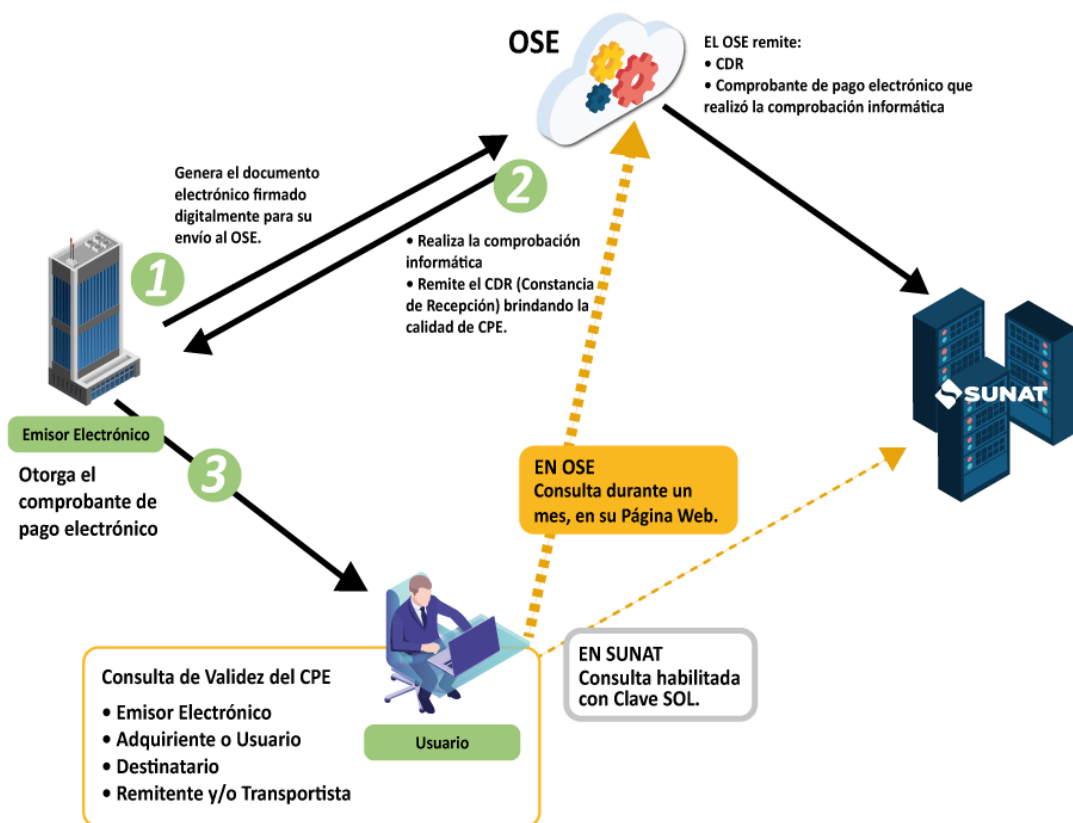 OSE
EL OSE remite:
• CDR
• Comprobante de pago electrónico que
realizó la comprobación informática
Genera el documento
electrónico firmado
digitalmente para su
envío al OSE.
1
2
• Realiza la comprobación
informática
• Remite el CDR (Constancia
de Recepción) brindando la
calidad de CPE.
SUNAT
Emisor Electrónico
Otorga el
comprobante de
pago electrónico
3
EN OSE
Consulta durante un
mes, en su Página Web.
EN SUNAT
Consulta habilitada
con Clave SOL.
Consulta de Validez del CPE
• Emisor Electrónico
• Adquiriente o Usuario
• Destinatario
• Remitente y/o Transportista
Usuario